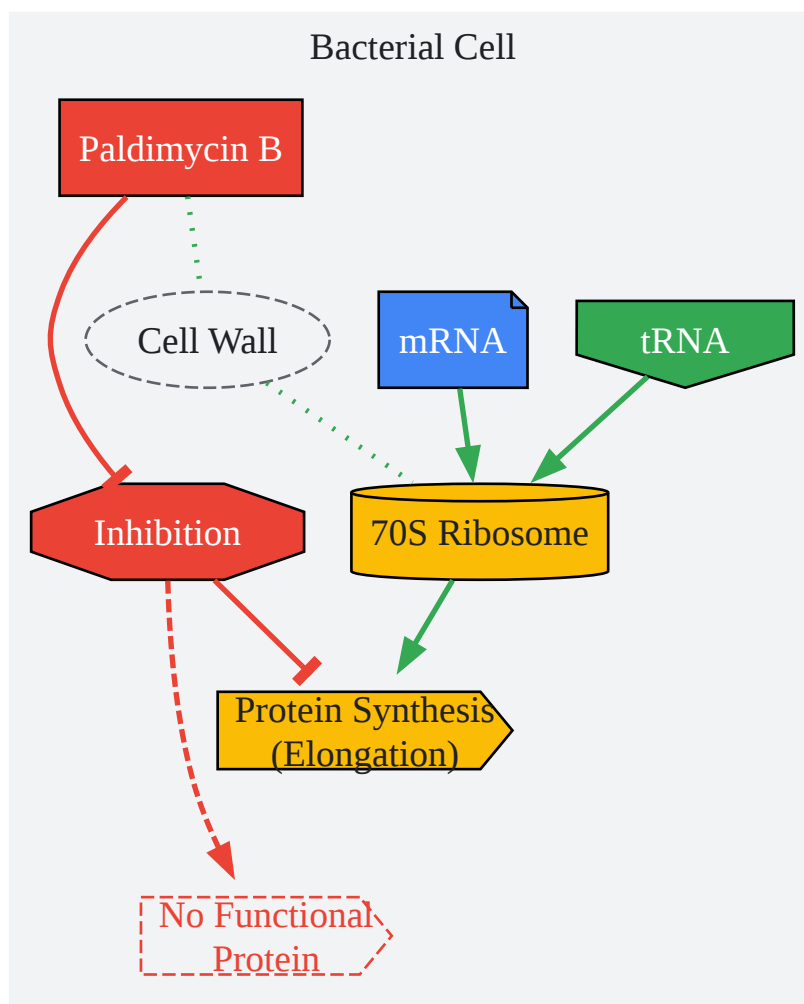 Bacterial Cell
Paldimycin B
Cell Wall
mRNA
tRNA
Inhibition
70S Ribosome
Protein Synthesis
(Elongation)
No Functional
Protein